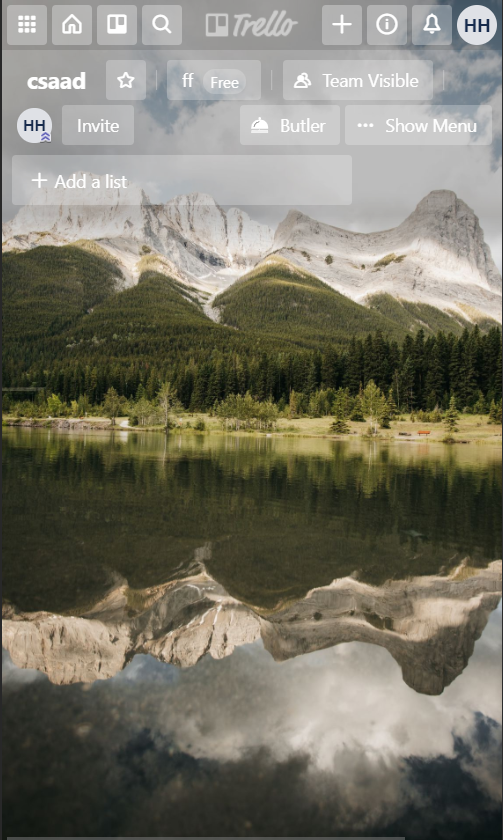 Trello HH
csaad ff Free Team Visible
HH Invite Butler Show Menu
Add a list